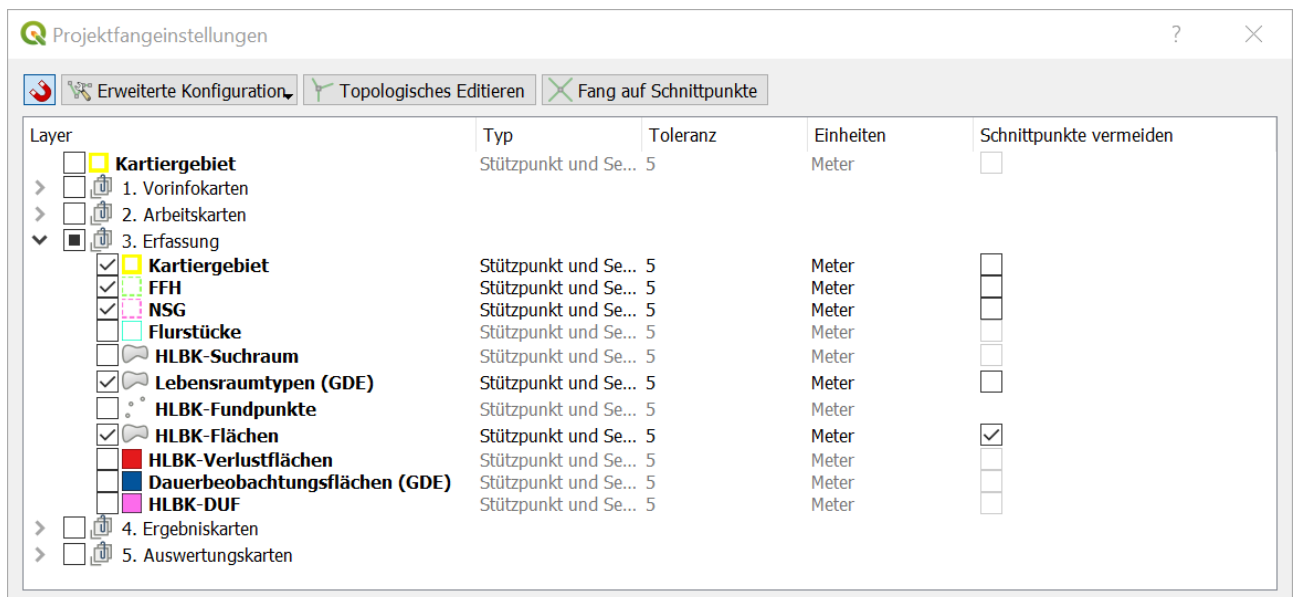 Projektfangeinstellungen ?
Erweiterte Konfiguration Topologisches Editieren Fang auf Schnittpunkte
Layer Typ Toleranz Einheiten Schnittpunkte vermeiden
Kartiergebiet Stützpunkt und Se... 5 Meter
1. Vorinfokarten
2. Arbeitskarten
3. Erfassung
Kartiergebiet Stützpunkt und Se... 5 Meter
FFH Stützpunkt und Se... 5 Meter
NSG Stützpunkt und Se... 5 Meter
Flurstücke Stützpunkt und Se... 5 Meter
HLBK-Suchraum Stützpunkt und Se... 5 Meter
Lebensraumtypen (GDE) Stützpunkt und Se... 5 Meter
HLBK-Fundpunkte Stützpunkt und Se... 5 Meter
HLBK-Flächen Stützpunkt und Se... 5 Meter
HLBK-Verlustflächen Stützpunkt und Se... 5 Meter
Dauerbeobachtungsflächen (GDE) Stützpunkt und Se... 5 Meter
HLBK-DUF Stützpunkt und Se... 5 Meter
4. Ergebniskarten
5. Auswertungskarten